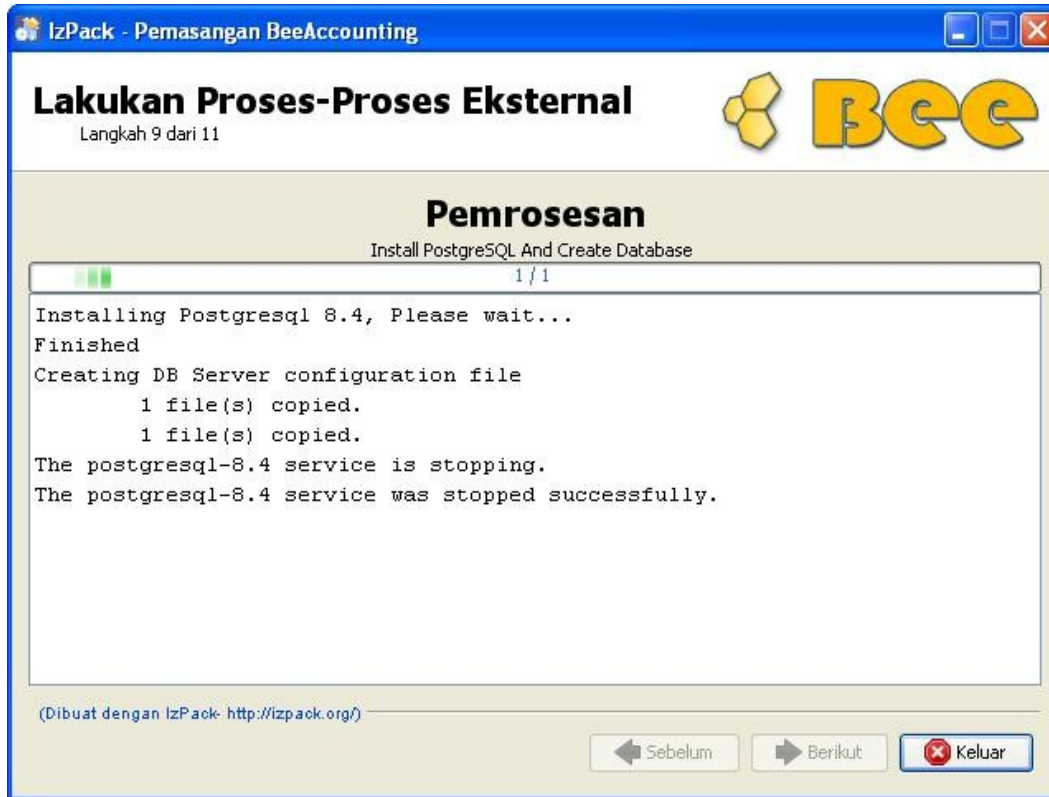 IzPack - Pemasangan BeeAccounting
Lakukan Proses-Proses Eksternal
Langkah 9 dari 11
Bee
Pemrosesan
Install PostgreSQL And Create Database
1 / 1
Installing Postgresql 8.4, Please wait...
Finished
Creating DB Server configuration file
1 file(s) copied.
1 file(s) copied.
The postgresql-8.4 service is stopping.
The postgresql-8.4 service was stopped successfully.
(Dibuat dengan IzPack- http://izpack.org/)
Sebelum
Berikut
Keluar